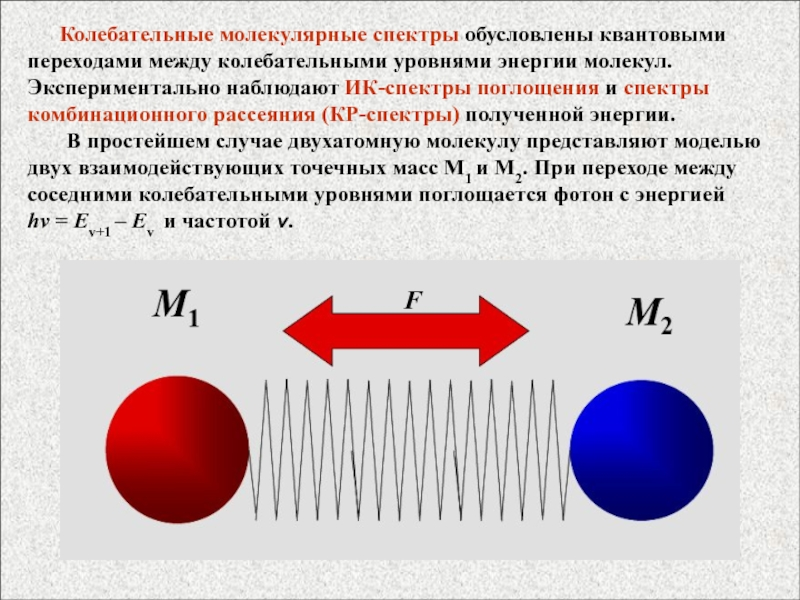 Колебательные молекулярные спектры обусловлены квантовыми
переходами между колебательными уровнями энергии молекул.
Экспериментально наблюдают ИК-спектры поглощения и спектры
комбинационного рассеяния (КР-спектры) полученной энергии.
В простейшем случае двухатомную молекулу представляют моделью
двух взаимодействующих точечных масс М1 и М2. При переходе между
соседними колебательными уровнями поглощается фотон с энергией
hν = Ev+1 – Ev и частотой ν.
F
M1
M2